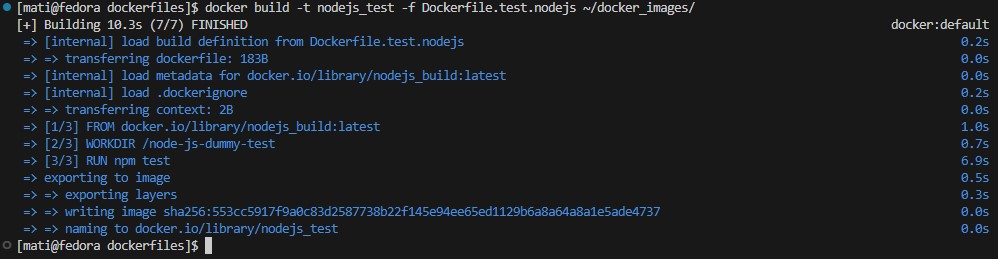 [mati@fedora dockerfiles]$ docker build -t nodejs_test -f Dockerfile.test.nodejs ~/docker_images/
[+] Building 10.3s (7/7) FINISHED docker:default
=> [internal] load build definition from Dockerfile.test.nodejs 0.2s
=> => transferring dockerfile: 183B 0.0s
=> [internal] load metadata for docker.io/library/nodejs_build:latest 0.0s
=> [internal] load .dockerignore 0.2s
=> => transferring context: 2B 0.0s
=> [1/3] FROM docker.io/library/nodejs_build:latest 1.0s
=> [2/3] WORKDIR /node-js-dummy-test 0.7s
=> [3/3] RUN npm test 6.9s
=> exporting to image 0.5s
=> => exporting layers 0.3s
=> => writing image sha256:553cc5917f9a0c83d2587738b22f145e94ee65ed1129b6a8a64a8a1e5ade4737 0.0s
=> => naming to docker.io/library/nodejs_test 0.0s
[mati@fedora dockerfiles]$